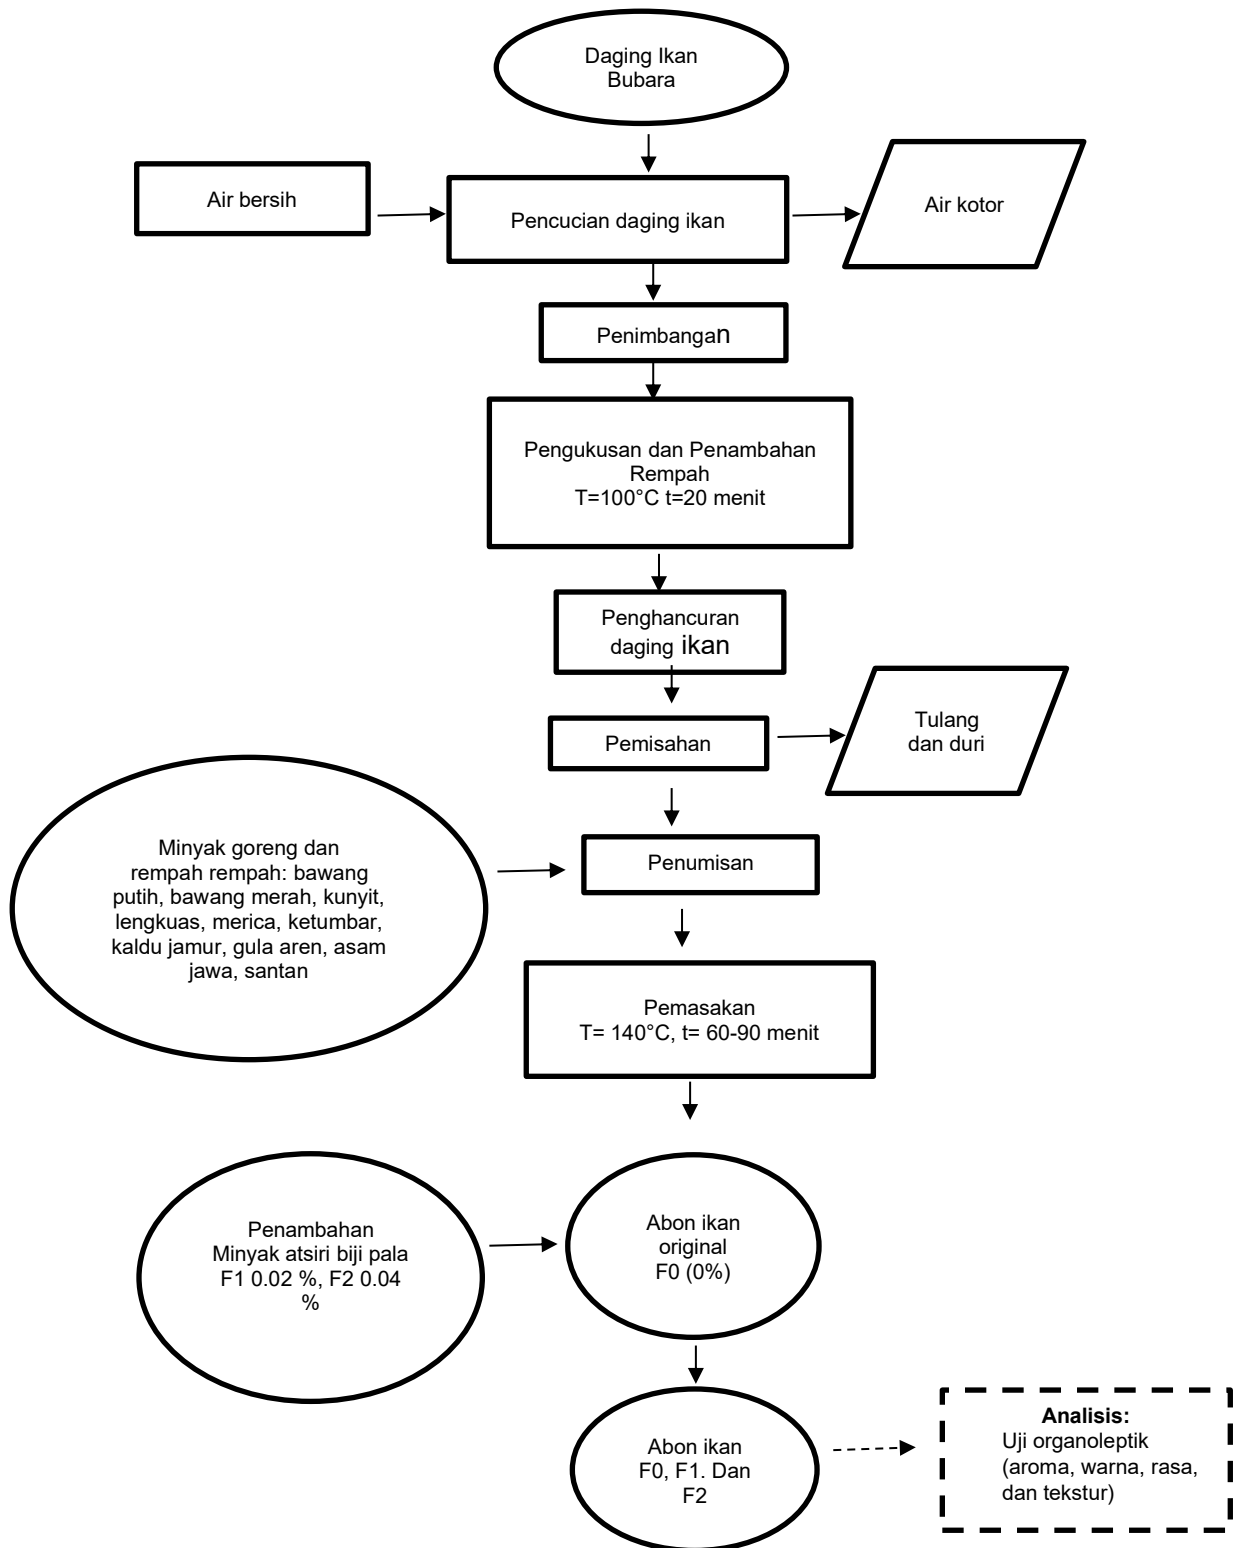 Daging Ikan
Bubara
Air bersih
Pencucian daging ikan
Air kotor
Penimbangan
Pengukusan dan Penambahan
Rempah
T=100°C t=20 menit
Penghancuran
daging ikan
Pemisahan
Tulang
dan duri
Minyak goreng dan
rempah rempah: bawang
putih, bawang merah, kunyit,
lengkuas, merica, ketumbar,
kaldu jamur, gula aren, asam
jawa, santan
Penumisan
Pemasakan
T= 140°C, t= 60-90 menit
Penambahan
Minyak atsiri biji pala
F1 0.02 %, F2 0.04
%
Abon ikan
original
F0 (0%)
Abon ikan
F0, F1. Dan
F2
Analisis:
Uji organoleptik
(aroma, warna, rasa,
dan tekstur)